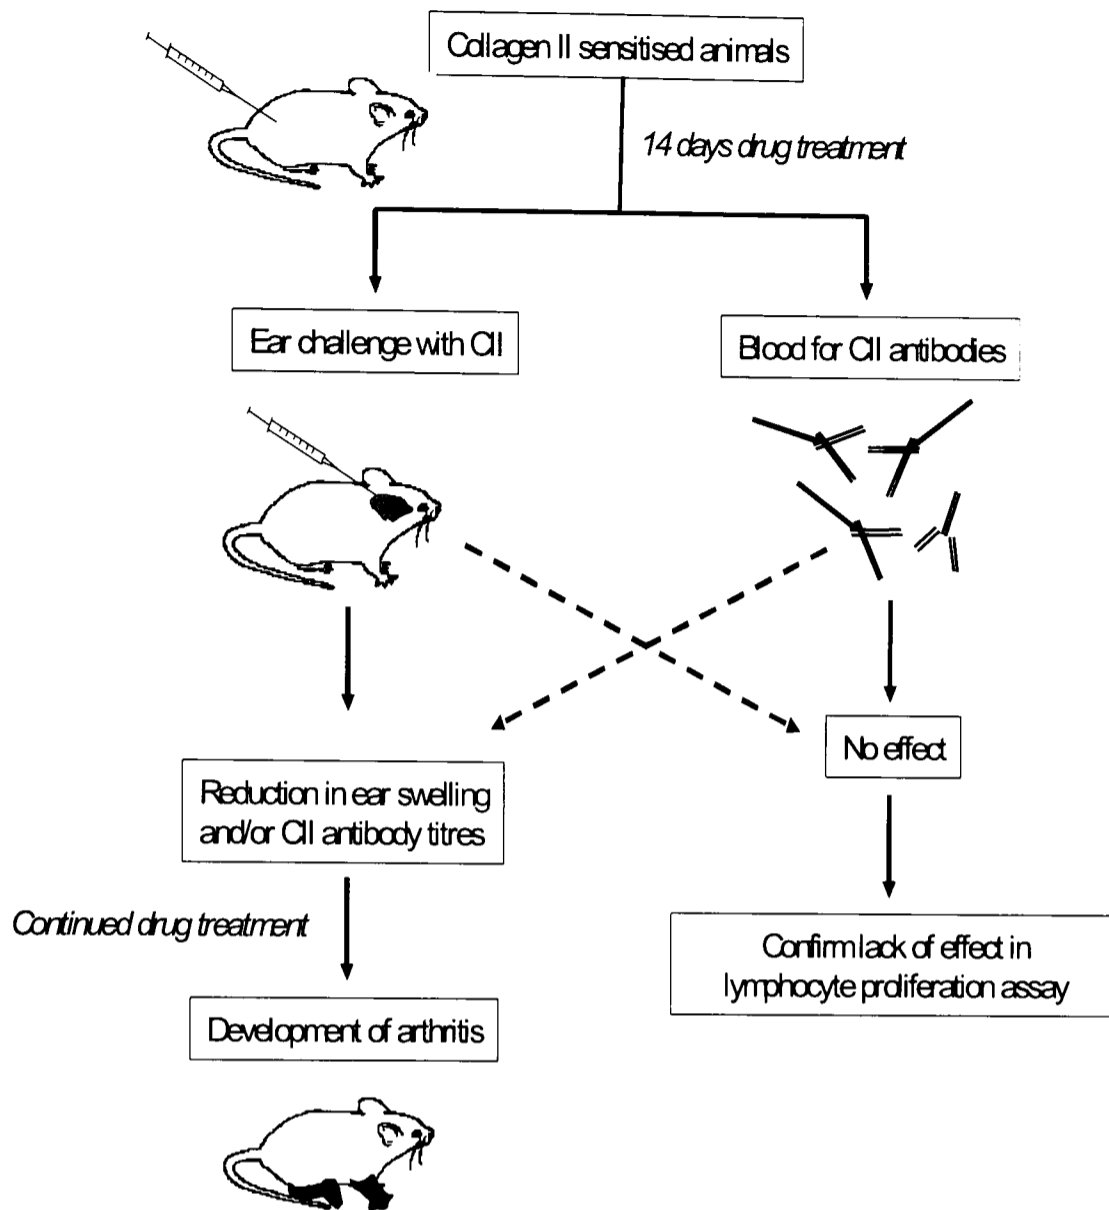 Collagen II sensitised animals
14 days drug treatment
Ear challenge with CII
Blood for CII antibodies
No effect
Reduction in ear swelling
and/or CII antibody titres
Continued drug treatment
Confirm lack of effect in
lymphocyte proliferation assay
Development of arthritis